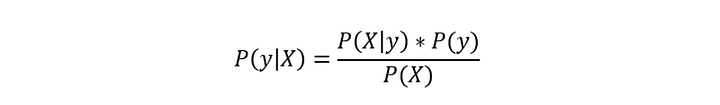 P(y|X) = P(X|y) * P(y) / P(X)